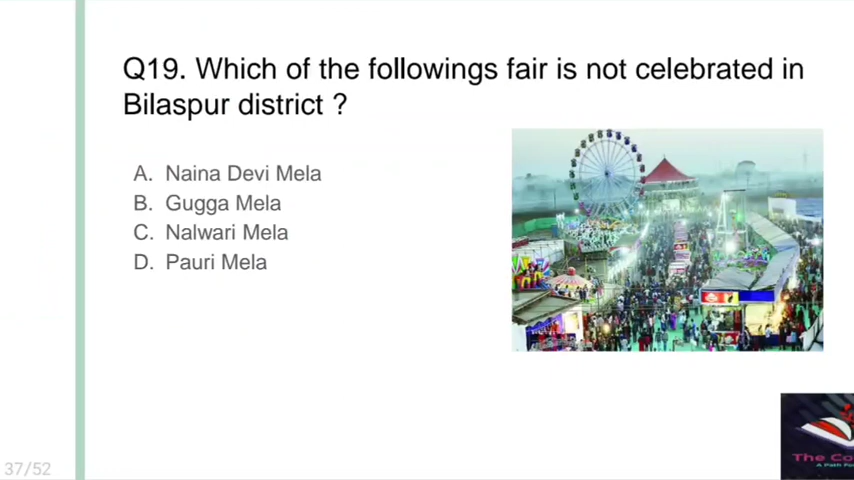 Q19. Which of the followings fair is not celebrated in
Bilaspur district ?
A. Naina Devi Mela
B. Gugga Mela
C. Nalwari Mela
D. Pauri Mela
The
37/52